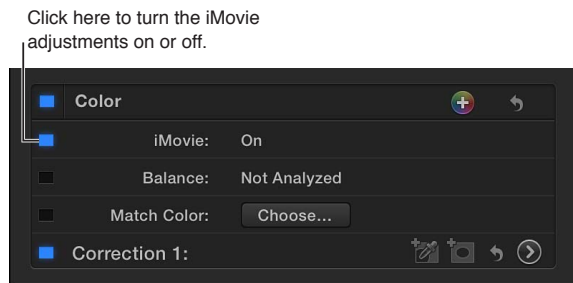 Click here to turn the iMovie
adjustments on or off.
Color
iMovie: On
Balance: Not Analyzed
Match Color: Choose...
Correction 1: